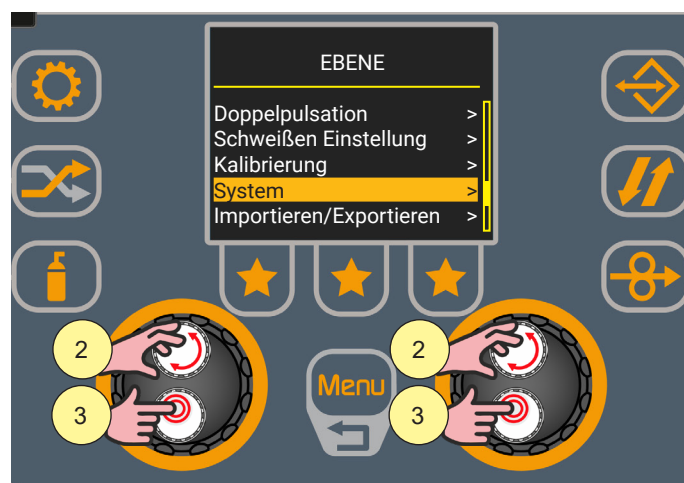 EBENE
Doppelpulsation >
Schweißen Einstellung >
Kalibrierung >
System >
Importieren/Exportieren >
2
2
3
3
Menu